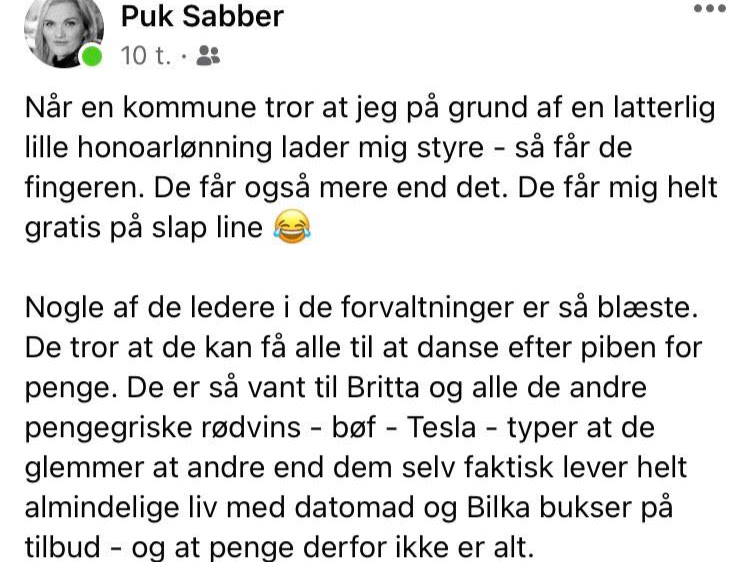 Puk Sabber
10 t. ·
Når en kommune tror at jeg på grund af en latterlig
lille honoarlønning lader mig styre - så får de
fingeren. De får også mere end det. De får mig helt
gratis på slap line 😂
Nogle af de ledere i de forvaltninger er så blæste.
De tror at de kan få alle til at danse efter piben for
penge. De er så vant til Britta og alle de andre
pengegriske rødvins - bøf - Tesla - typer at de
glemmer at andre end dem selv faktisk lever helt
almindelige liv med datomad og Bilka bukser på
tilbud - og at penge derfor ikke er alt.